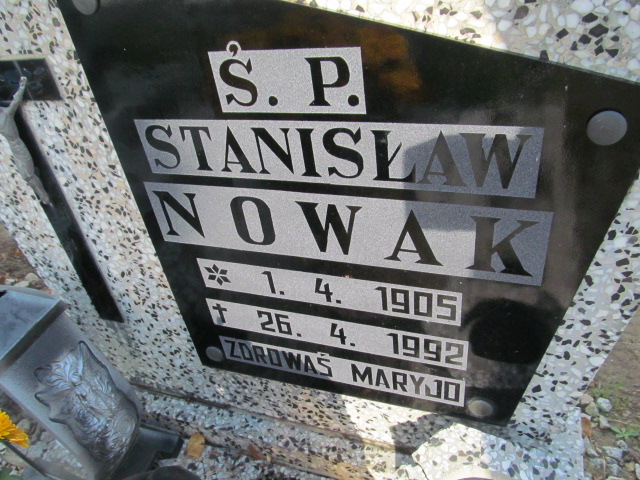 Ś. P.
STANISŁAW
NOWAK
* 1. 4. 1905
† 26. 4. 1992
ZDROWAŚ MARYJO